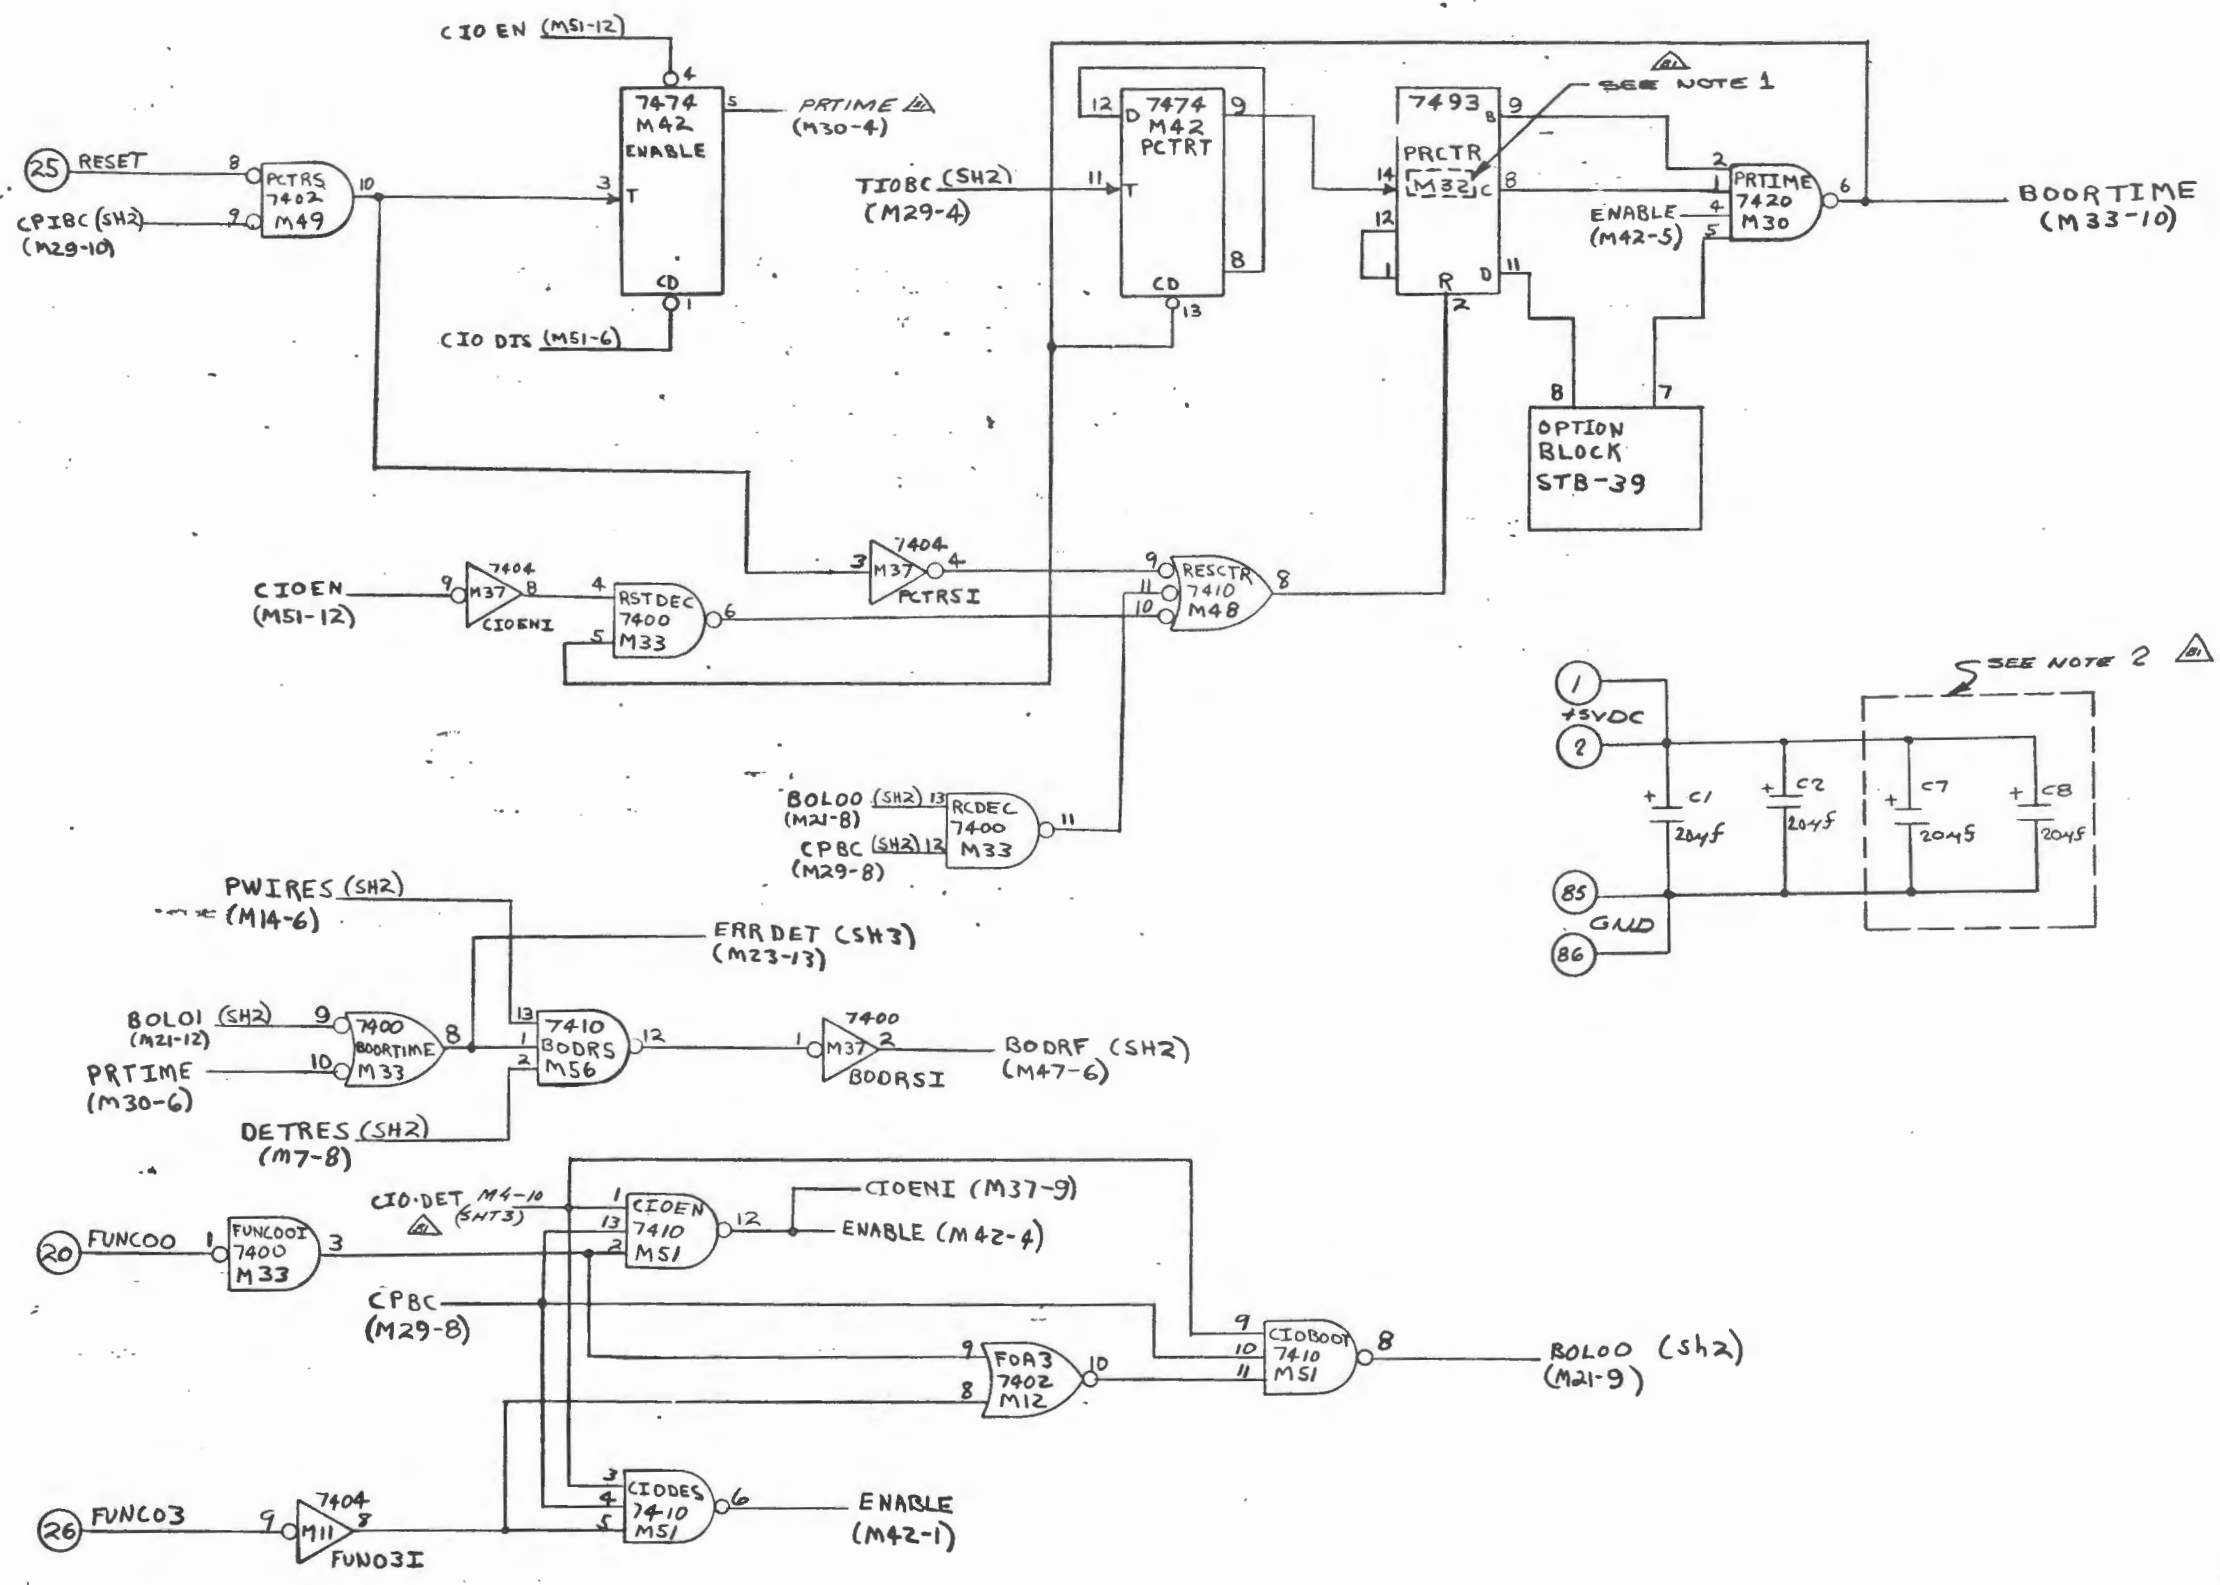 CIO EN (M51-12)
4
7474
M42
ENABLE
3
T
5
PRTIME B1
(M30-4)
CD
1
CIO DIS (M51-6)
25 RESET
8
CPIBC (SH2)
(M29-10)
9
PCTRS
7402
M49
10
12
D
7474
M42
PCTRT
9
TIOBC (SH2)
(M29-4)
11
T
8
CD
13
7493
B
9
PRCTR
14
M32
C
8
12
1
R
2
D
11
B1
SEE NOTE 1
2
1
PRTIME
7420
M30
ENABLE
(M42-5)
4
5
6
BOORTIME
(M33-10)
8
7
OPTION
BLOCK
STB-39
CIOEN
(M51-12)
9
7404
M37
8
CIOENI
4
RSTDEC
7400
M33
5
6
3
7404
M37
4
PCTRSI
9
11
10
RESCTR
7410
M48
8
BOLOO (SH2) 13
(M21-8)
CPBC (SH2) 12
(M29-8)
RCDEC
7400
M33
11
1
+5VDC
2
SEE NOTE 2 B1
+ C1
20µf
+ C2
20µf
+ C7
20µf
+ C8
20µf
85
GND
86
PWIRES (SH2)
(M14-6)
ERRDET (SH3)
(M23-13)
BOLOI (SH2)
(M21-12)
9
PRTIME
(M30-6)
10
7400
BOORTIME
M33
8
13
1
2
7410
BODRS
M56
12
1
7400
M37
2
BODRSI
BODRF (SH2)
(M47-6)
DETRES (SH2)
(M7-8)
CIO·DET M4-10
B1 (SHT3)
1
13
2
CIOEN
7410
M51
12
CIOENI (M37-9)
ENABLE (M42-4)
20 FUNC00
1
FUNC00I
7400
M33
3
CPBC
(M29-8)
9
8
FOA3
7402
M12
10
9
10
11
CIOBOOT
7410
M51
8
BOLOO (Sh2)
(M21-9)
26 FUNC03
9
7404
M11
8
FUN03I
3
4
5
CIODES
7410
M51
6
ENABLE
(M42-1)